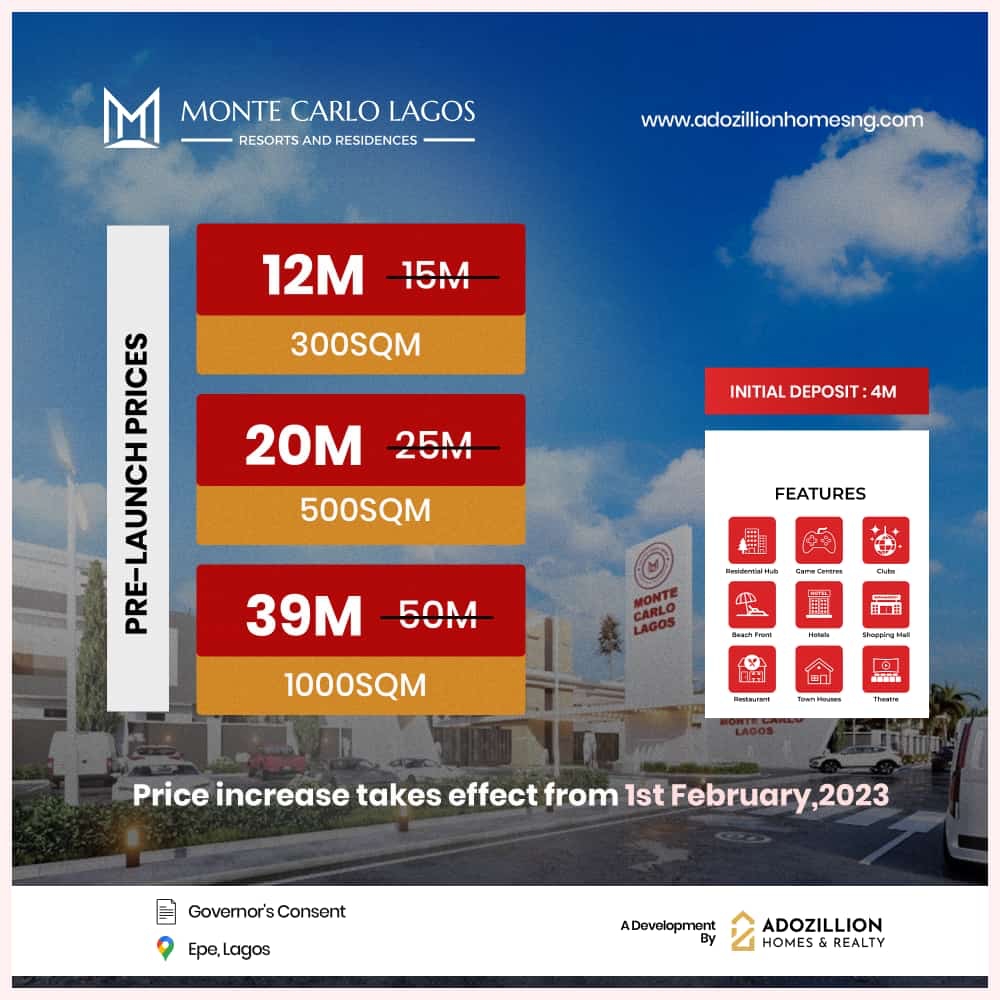 MONTE CARLO LAGOS
RESORTS AND RESIDENCES
www.adozillionhomesng.com
PRE-LAUNCH PRICES
12M 15M
300SQM
20M 25M
500SQM
39M 50M
1000SQM
INITIAL DEPOSIT : 4M
FEATURES
Residential Hub
Game Centres
Clubs
Beach Front
HOTEL
Hotels
Shopping Mall
Restaurant
Town Houses
Theatre
MONTE
CARLO
LAGOS
MONTE CARLO
LAGOS
Price increase takes effect from 1st February,2023
Governor's Consent
Epe, Lagos
A Development
By
ADOZILLION
HOMES & REALTY